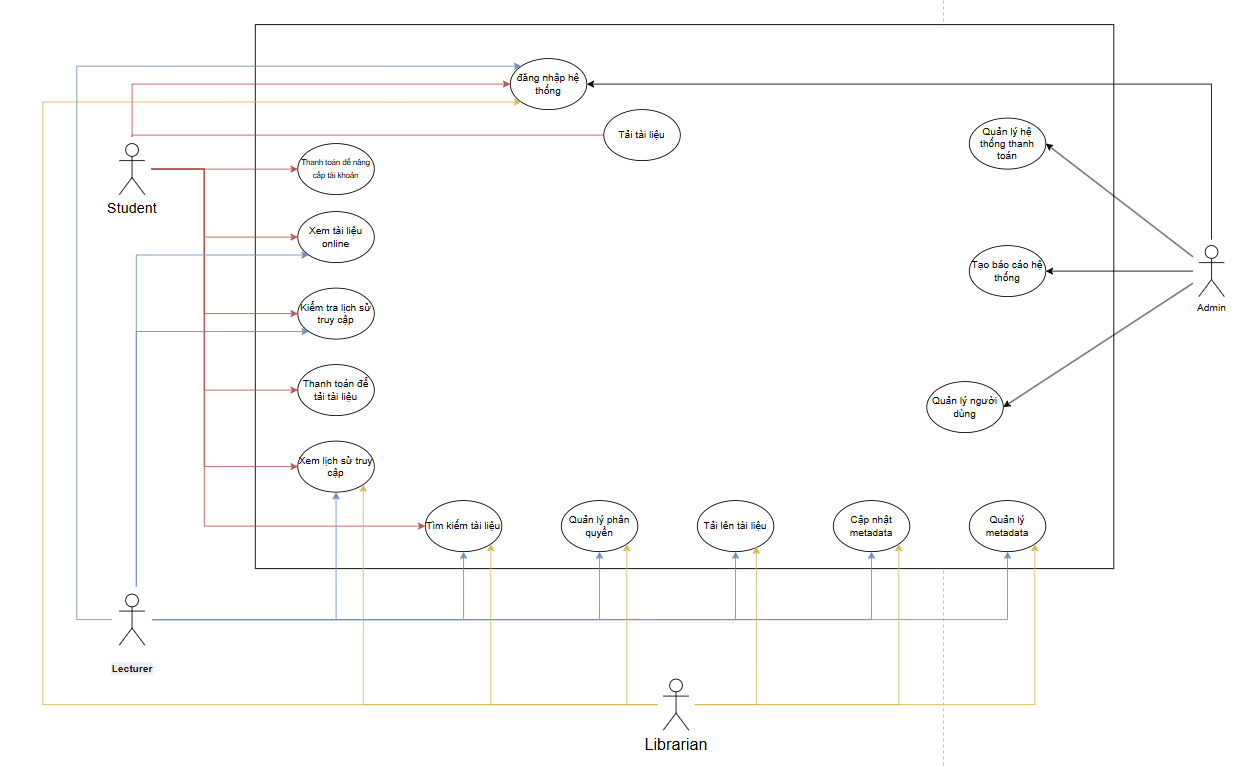 đăng nhập hệ
thống
Tải tài liệu
Quản lý hệ
thống thanh
toán
Thanh toán để nâng
cấp tài khoản
Student
Xem tài liệu
online
Tạo báo cáo hệ
thống
Admin
Kiểm tra lịch sử
truy cập
Thanh toán để
tải tài liệu
Quản lý người
dùng
Xem lịch sử truy
cập
Tìm kiếm tài liệu
Quản lý phân
quyền
Tải lên tài liệu
Cập nhật
metadata
Quản lý
metadata
Lecturer
Librarian